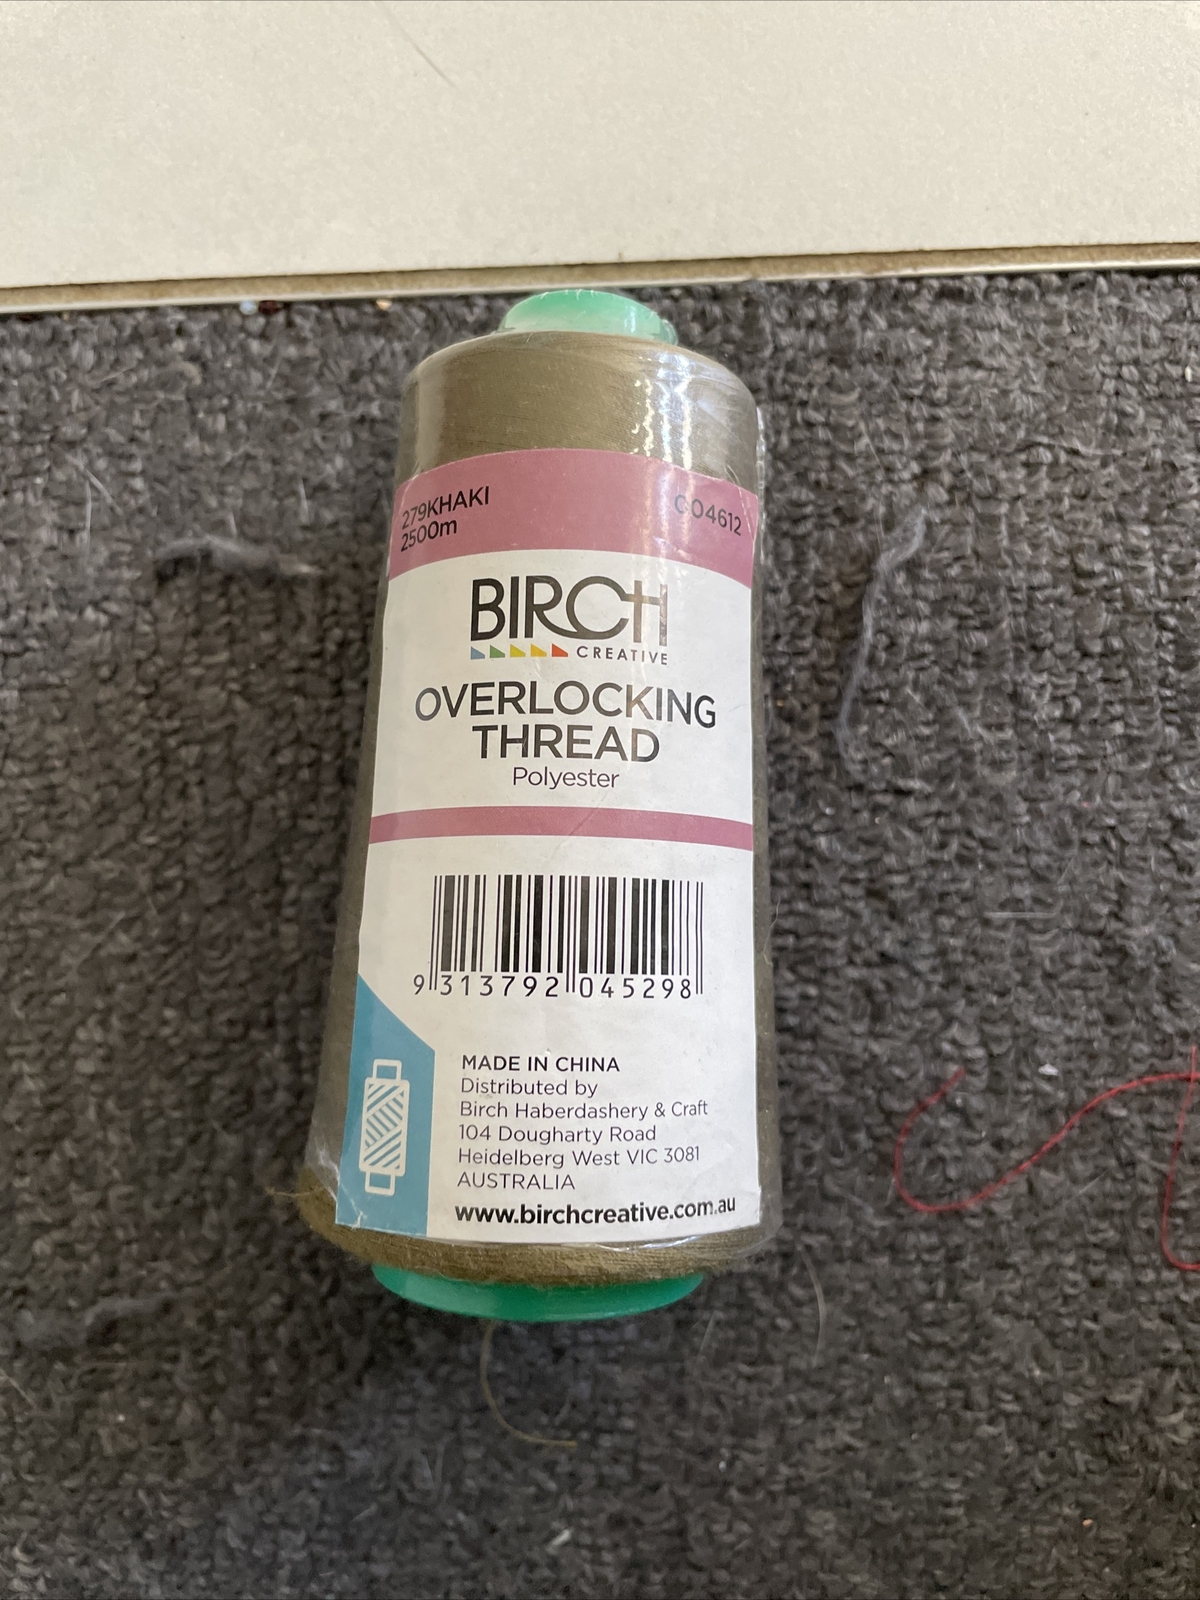 279KHAKI
2500m
004612
BIRCH
CREATIVE
OVERLOCKING
THREAD
Polyester
9 313792 045298
MADE IN CHINA
Distributed by
Birch Haberdashery & Craft
104 Dougharty Road
Heidelberg West VIC 3081
AUSTRALIA
www.birchcreative.com.au